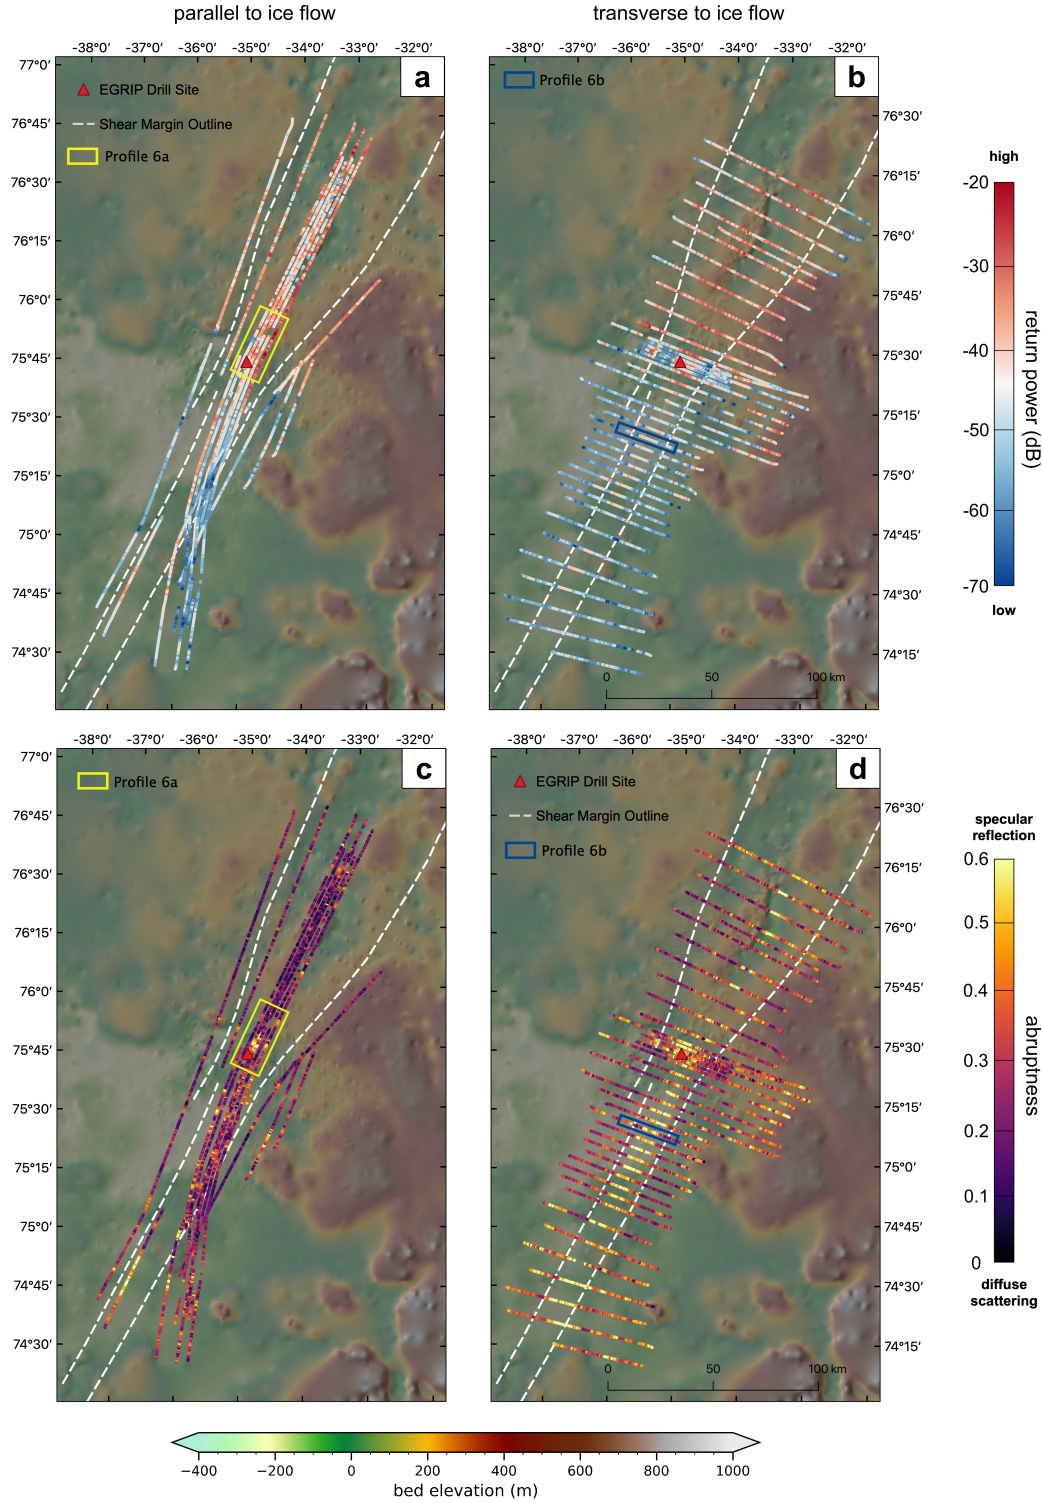 parallel to ice flow
transverse to ice flow
-38°0′ -37°0′ -36°0′ -35°0′ -34°0′ -33°0′ -32°0′
-38°0′ -37°0′ -36°0′ -35°0′ -34°0′ -33°0′ -32°0′
77°0′
76°45′
76°30′
76°15′
76°0′
75°45′
75°30′
75°15′
75°0′
74°45′
74°30′
a
EGRIP Drill Site
Shear Margin Outline
Profile 6a
b
Profile 6b
76°30′
76°15′
76°0′
75°45′
75°30′
75°15′
75°0′
74°45′
74°30′
74°15′
0 50 100 km
high
-20
-30
-40
-50
-60
-70
low
return power (dB)
-38°0′ -37°0′ -36°0′ -35°0′ -34°0′ -33°0′ -32°0′
-38°0′ -37°0′ -36°0′ -35°0′ -34°0′ -33°0′ -32°0′
77°0′
76°45′
76°30′
76°15′
76°0′
75°45′
75°30′
75°15′
75°0′
74°45′
74°30′
c
Profile 6a
d
EGRIP Drill Site
Shear Margin Outline
Profile 6b
76°30′
76°15′
76°0′
75°45′
75°30′
75°15′
75°0′
74°45′
74°30′
74°15′
0 50 100 km
specular
reflection
0.6
0.5
0.4
0.3
0.2
0.1
0
diffuse
scattering
abruptness
−400 −200 0 200 400 600 800 1000
bed elevation (m)